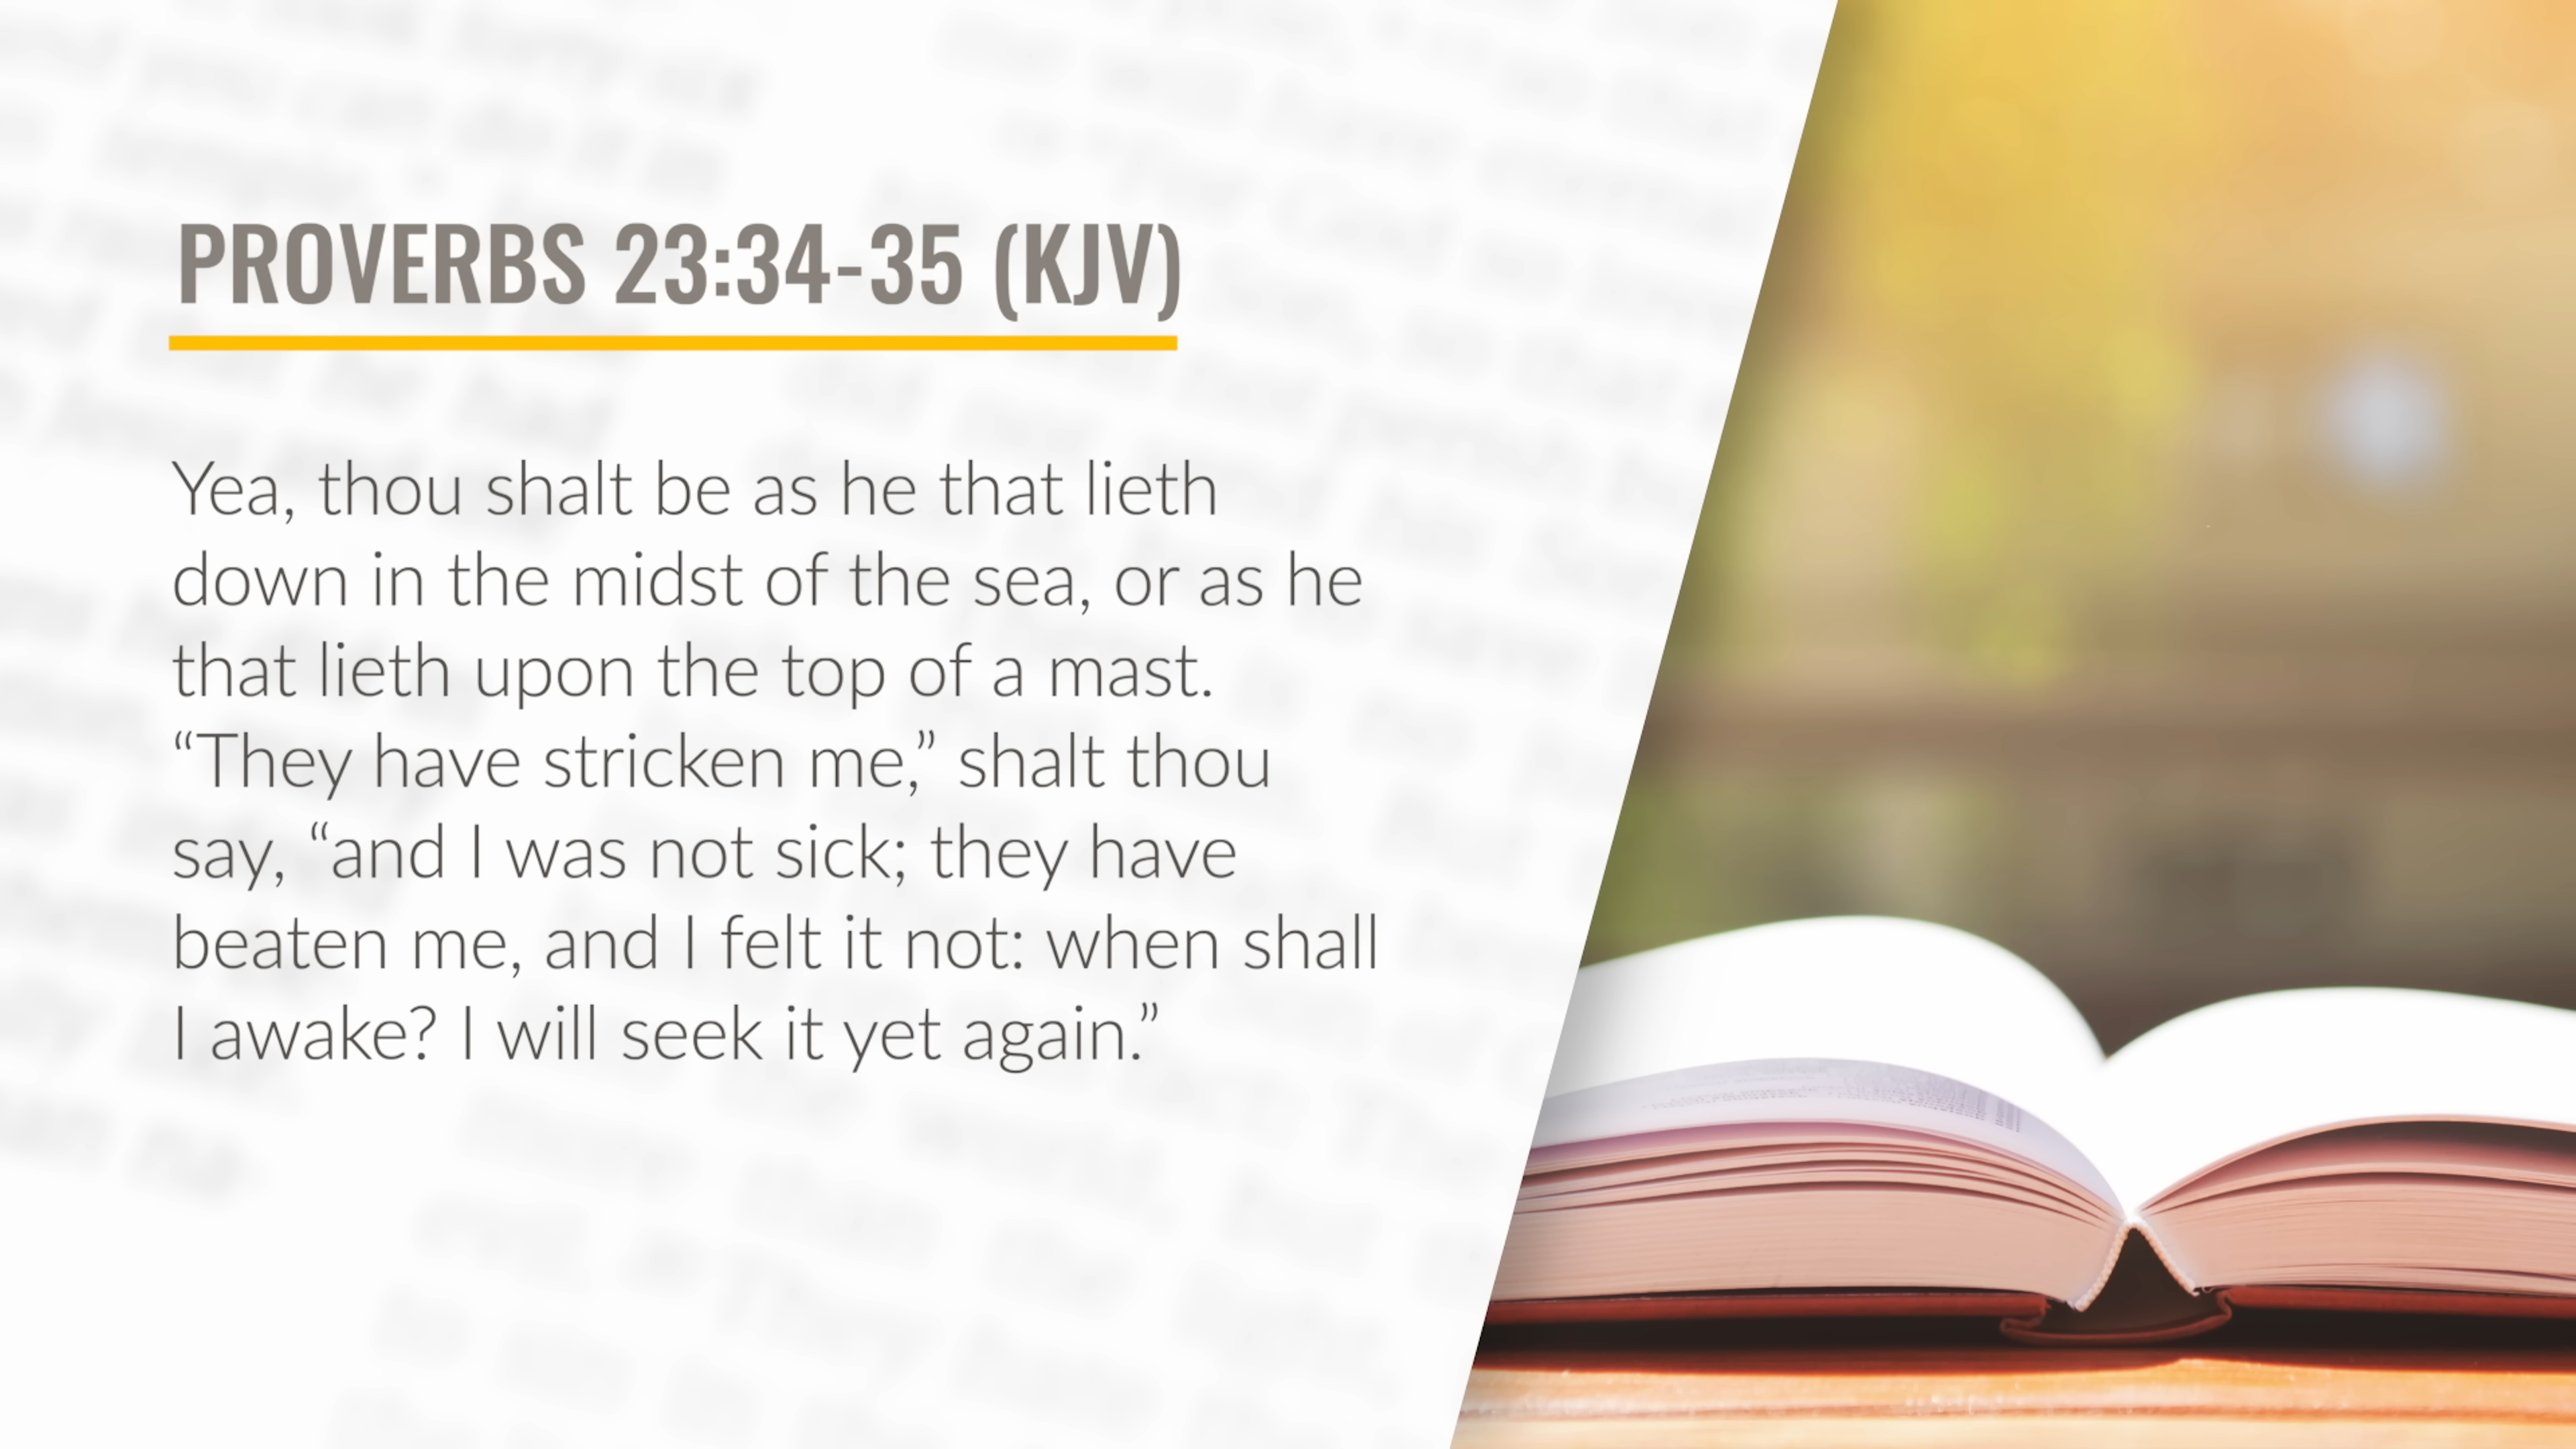 PROVERBS 23:34-35 (KJV)
Yea, thou shalt be as he that lieth
down in the midst of the sea, or as he
that lieth upon the top of a mast.
“They have stricken me,” shalt thou
say, “and I was not sick; they have
beaten me, and I felt it not: when shall
I awake? I will seek it yet again.”